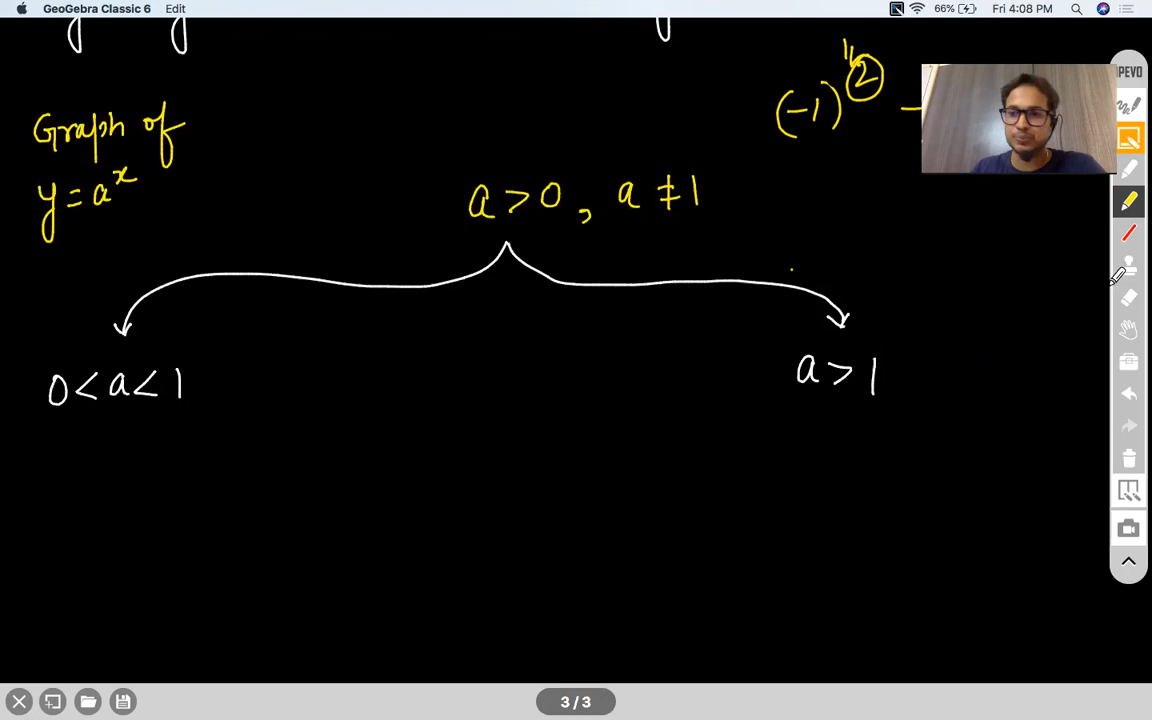 GeoGebra Classic 6 Edit
66% Fri 4:08 PM
IPEVO
(-1)^{1/2} -
Graph of
y = a^x
a > 0, a ≠ 1
0 < a < 1
a > 1
3 / 3